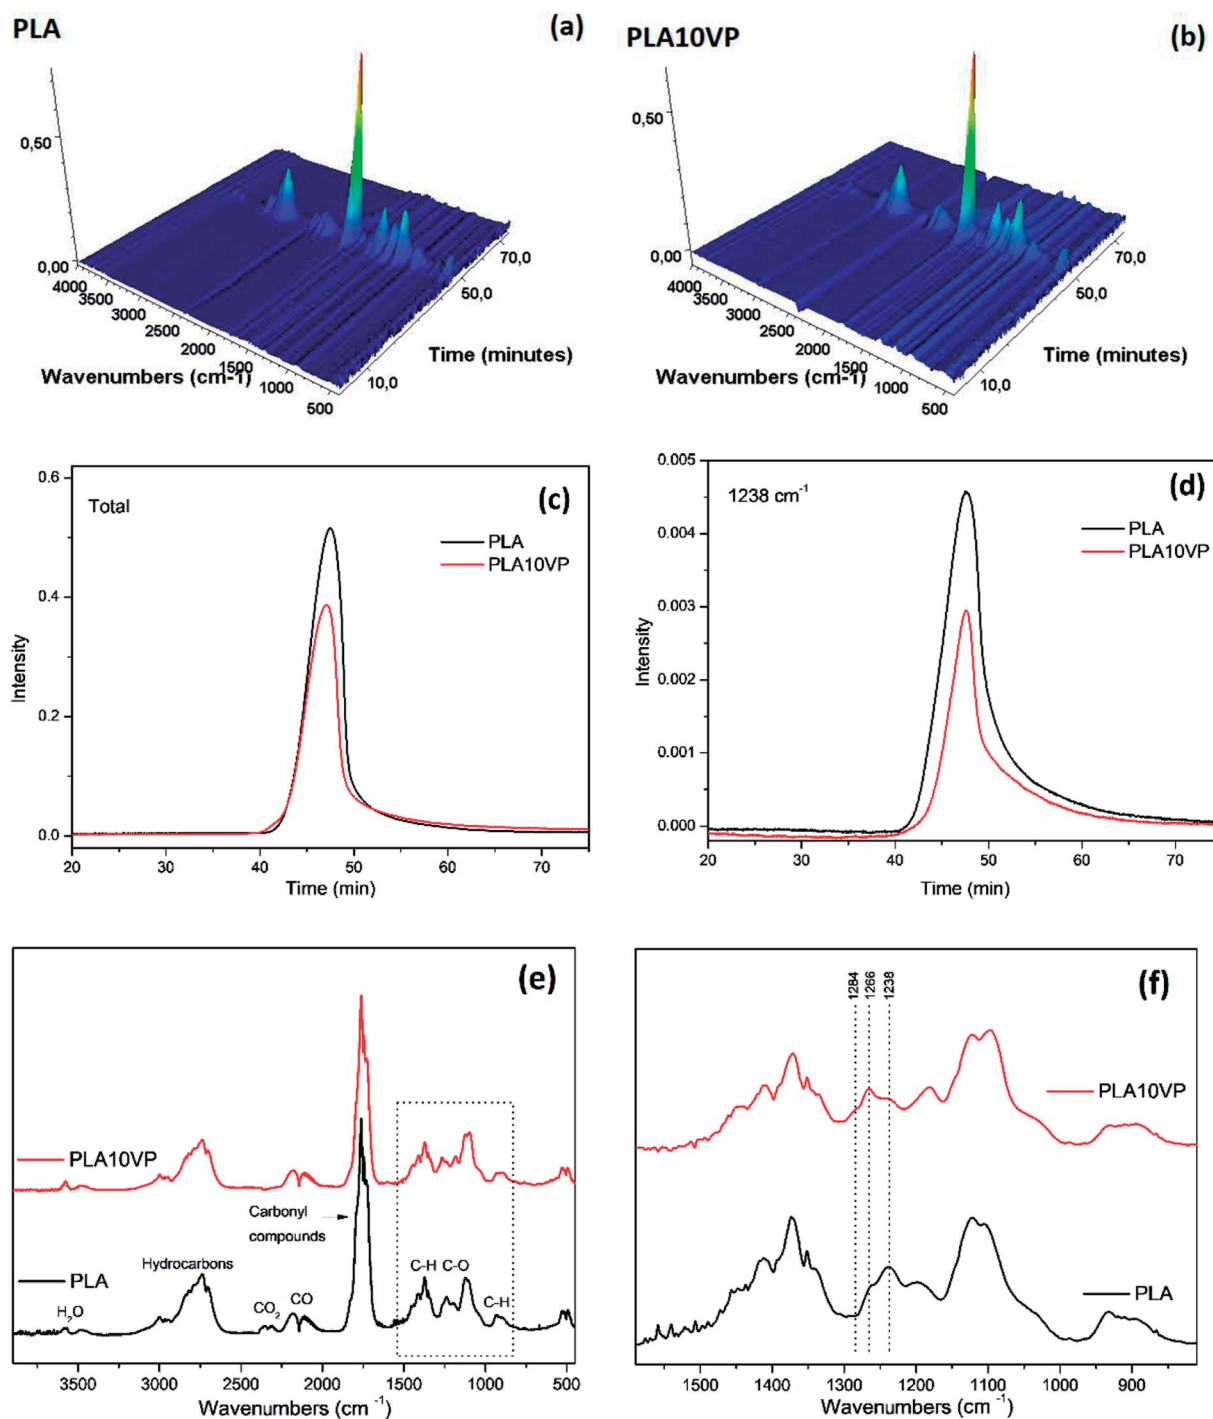 PLA
(a)
0,50
0,00
4000
3500
3000
2500
2000
1500
1000
500
Wavenumbers (cm-1)
10,0
50,0
70,0
Time (minutes)
PLA10VP
(b)
0,50
0,00
4000
3500
3000
2500
2000
1500
1000
500
Wavenumbers (cm-1)
10,0
50,0
70,0
Time (minutes)
0.6
0.4
0.2
0.0
Intensity
Total
(c)
PLA
PLA10VP
20 30 40 50 60 70
Time (min)
0.005
0.004
0.003
0.002
0.001
0.000
Intensity
1238 cm⁻¹
(d)
PLA
PLA10VP
20 30 40 50 60 70
Time (min)
(e)
PLA10VP
Carbonyl
compounds
Hydrocarbons
PLA
H₂O
CO₂
CO
C-H
C-O
C-H
3500 3000 2500 2000 1500 1000 500
Wavenumbers (cm⁻¹)
1284
1266
1238
(f)
PLA10VP
PLA
1500 1400 1300 1200 1100 1000 900
Wavenumbers (cm⁻¹)